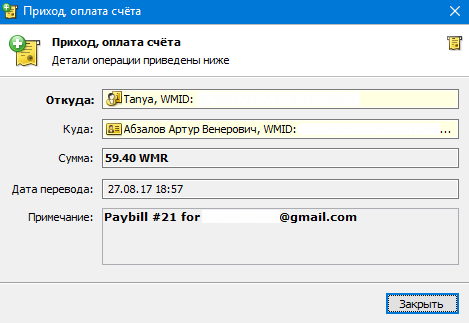 Приход, оплата счёта
Приход, оплата счёта
Детали операции приведены ниже
Откуда: Tanya, WMID:
Куда: Абзалов Артур Венерович, WMID: ...
Сумма: 59.40 WMR
Дата перевода: 27.08.17 18:57
Примечание: Paybill #21 for @gmail.com
Закрыть